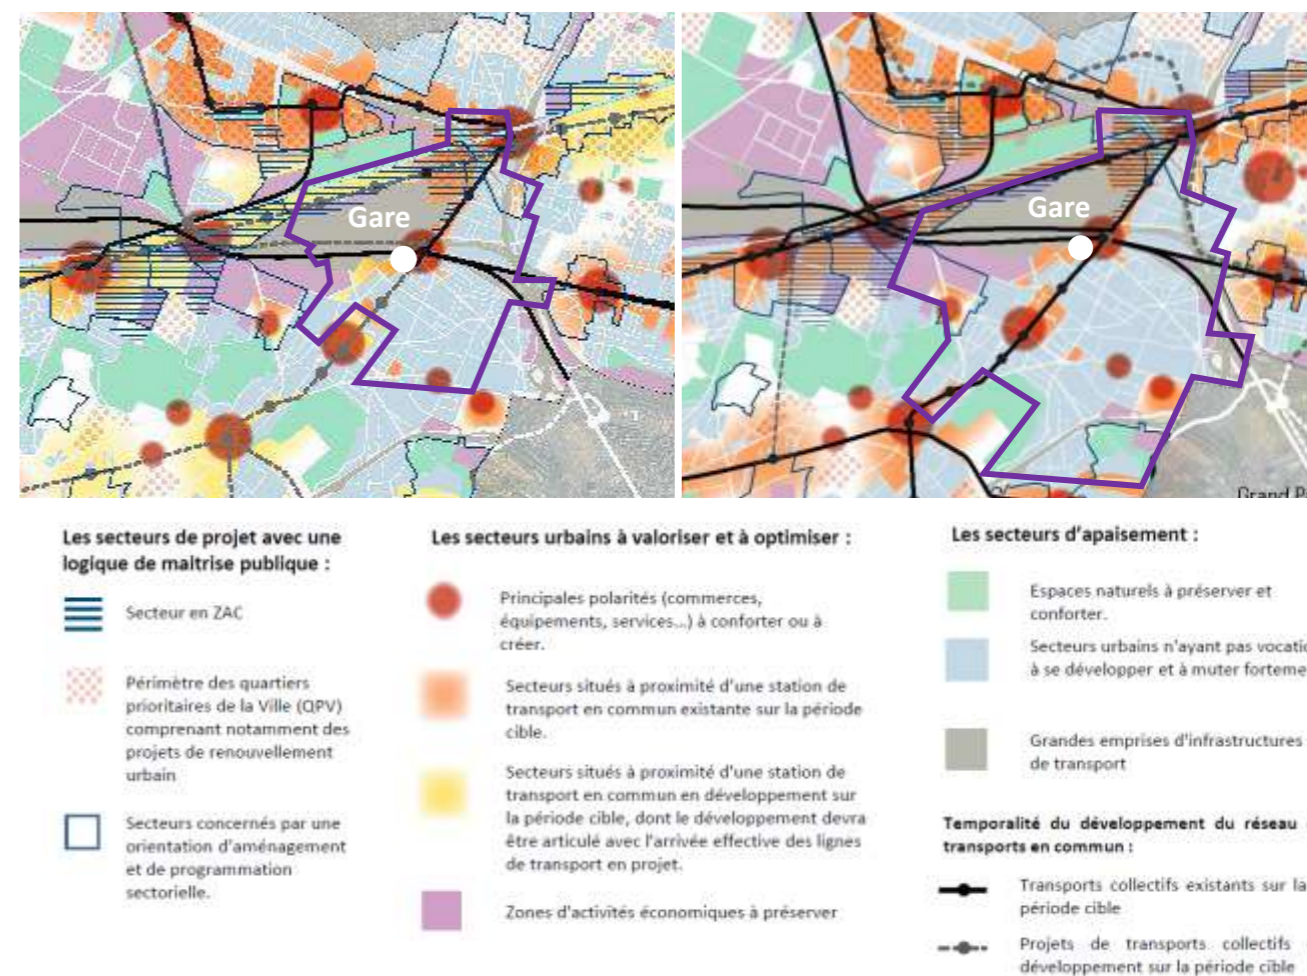 Gare
Gare
Grand P
Les secteurs de projet avec une
logique de maitrise publique :
Secteur en ZAC
Périmètre des quartiers
prioritaires de la Ville (QPV)
comprenant notamment des
projets de renouvellement
urbain
Secteurs concernés par une
orientation d'aménagement
et de programmation
sectorielle.
Les secteurs urbains à valoriser et à optimiser :
Principales polarités (commerces,
équipements, services...) à conforter ou à
créer.
Secteurs situés à proximité d'une station de
transport en commun existante sur la période
cible.
Secteurs situés à proximité d'une station de
transport en commun en développement sur
la période cible, dont le développement devra
être articulé avec l'arrivée effective des lignes
de transport en projet.
Zones d'activités économiques à préserver
Les secteurs d'apaisement :
Espaces naturels à préserver et
conforter.
Secteurs urbains n'ayant pas vocatio
à se développer et à muter forteme
Grandes emprises d'infrastructures
de transport
Temporalité du développement du réseau
transports en commun :
Transports collectifs existants sur la
période cible
Projets de transports collectifs
développement sur la période cible